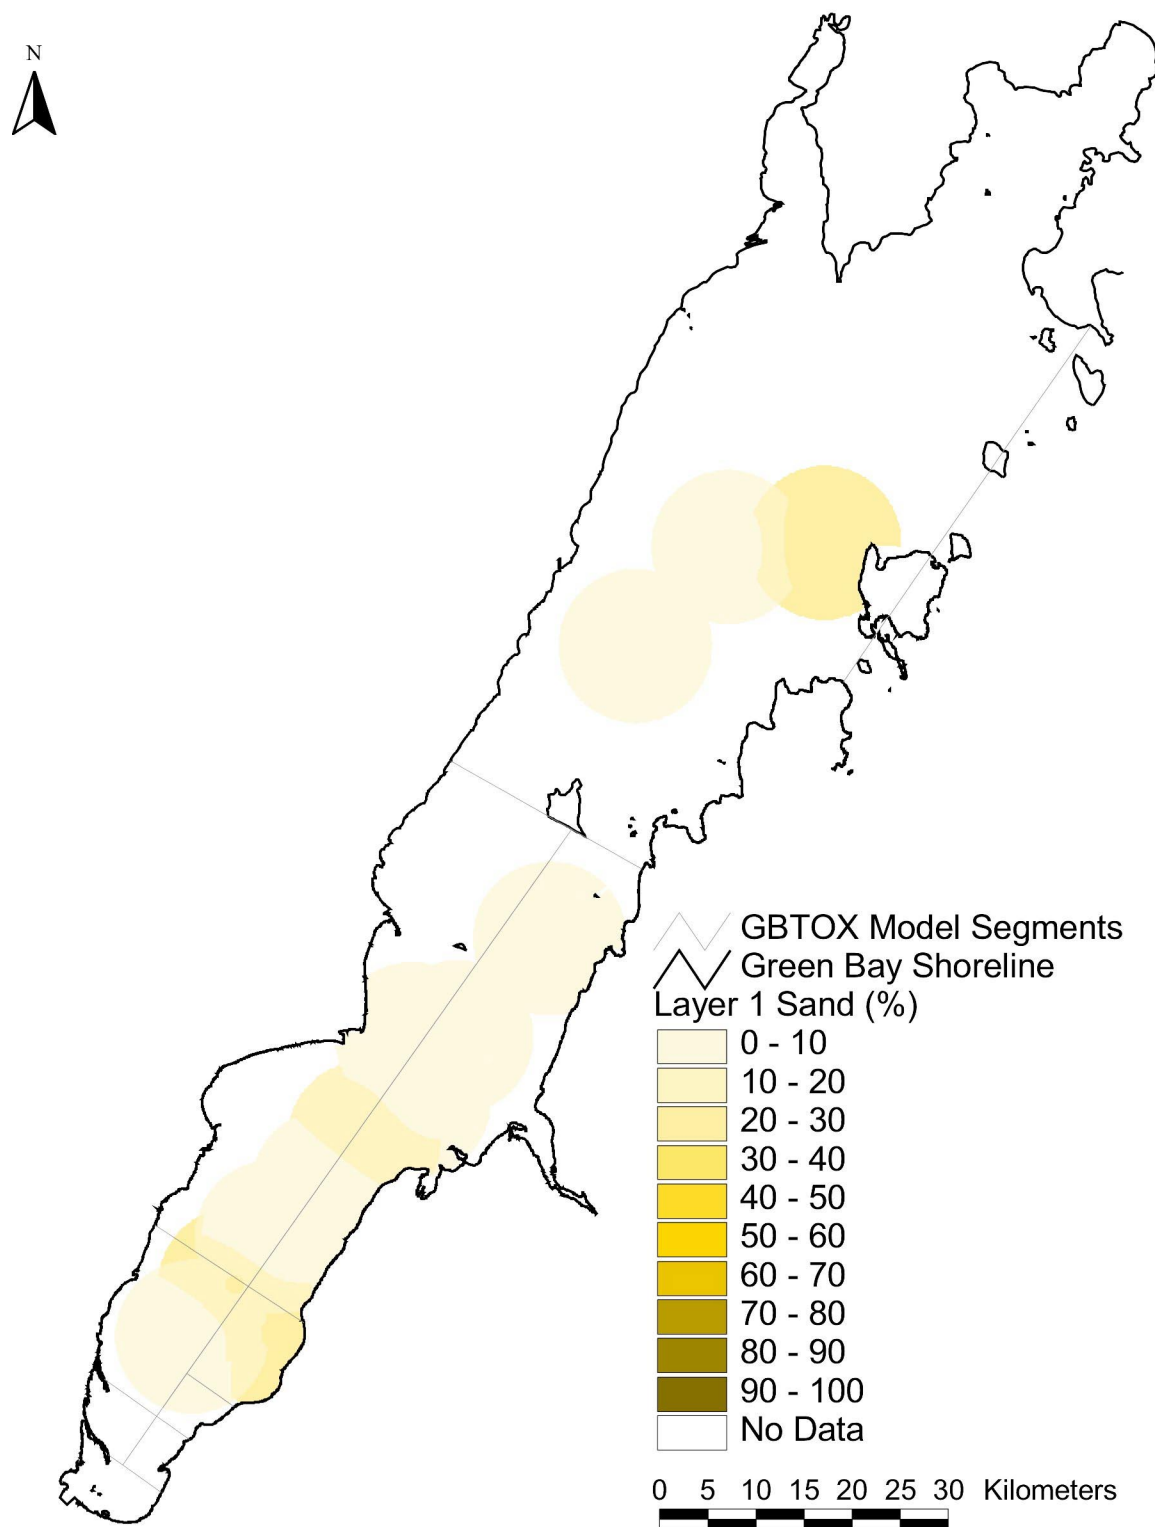 N
GBTOX Model Segments
Green Bay Shoreline
Layer 1 Sand (%)
0 - 10
10 - 20
20 - 30
30 - 40
40 - 50
50 - 60
60 - 70
70 - 80
80 - 90
90 - 100
No Data
0 5 10 15 20 25 30 Kilometers